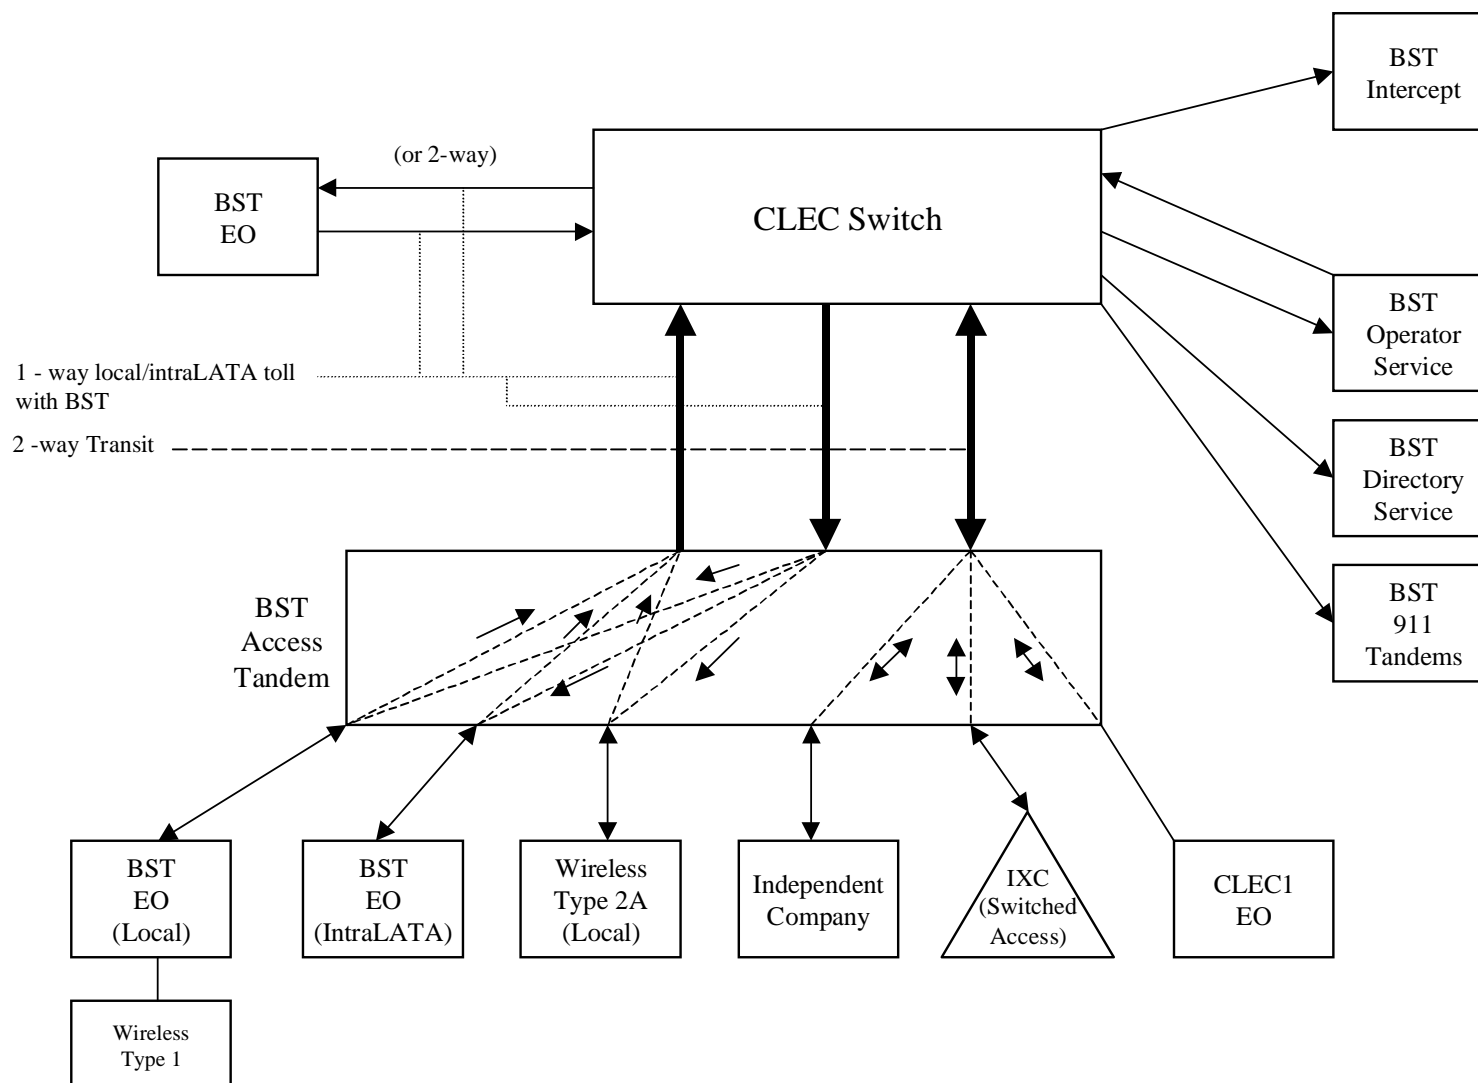 BST
Intercept
(or 2-way)
BST
EO
CLEC Switch
BST
Operator
Service
1 - way local/intraLATA toll
with BST
2 -way Transit
BST
Directory
Service
BST
911
Tandems
BST
Access
Tandem
BST
EO
(Local)
BST
EO
(IntraLATA)
Wireless
Type 2A
(Local)
Independent
Company
IXC
(Switched
Access)
CLEC1
EO
Wireless
Type 1